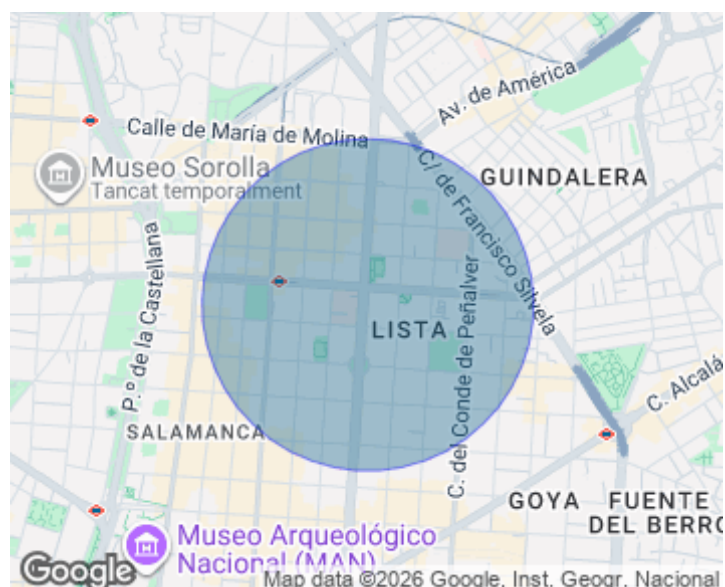 Av. de América
Calle de María de Molina
Museo Sorolla
Tancat temporalment
GUINDALERA
C/ de Francisco Silvela
P.º de la Castellana
LISTA
C. del Conde de Peñalver
C. Alcalá
SALAMANCA
GOYA
FUENTE
DEL BERRO
Museo Arqueológico
Nacional (MAN)
Google
Map data ©2026 Google, Inst. Geogr. Nacional